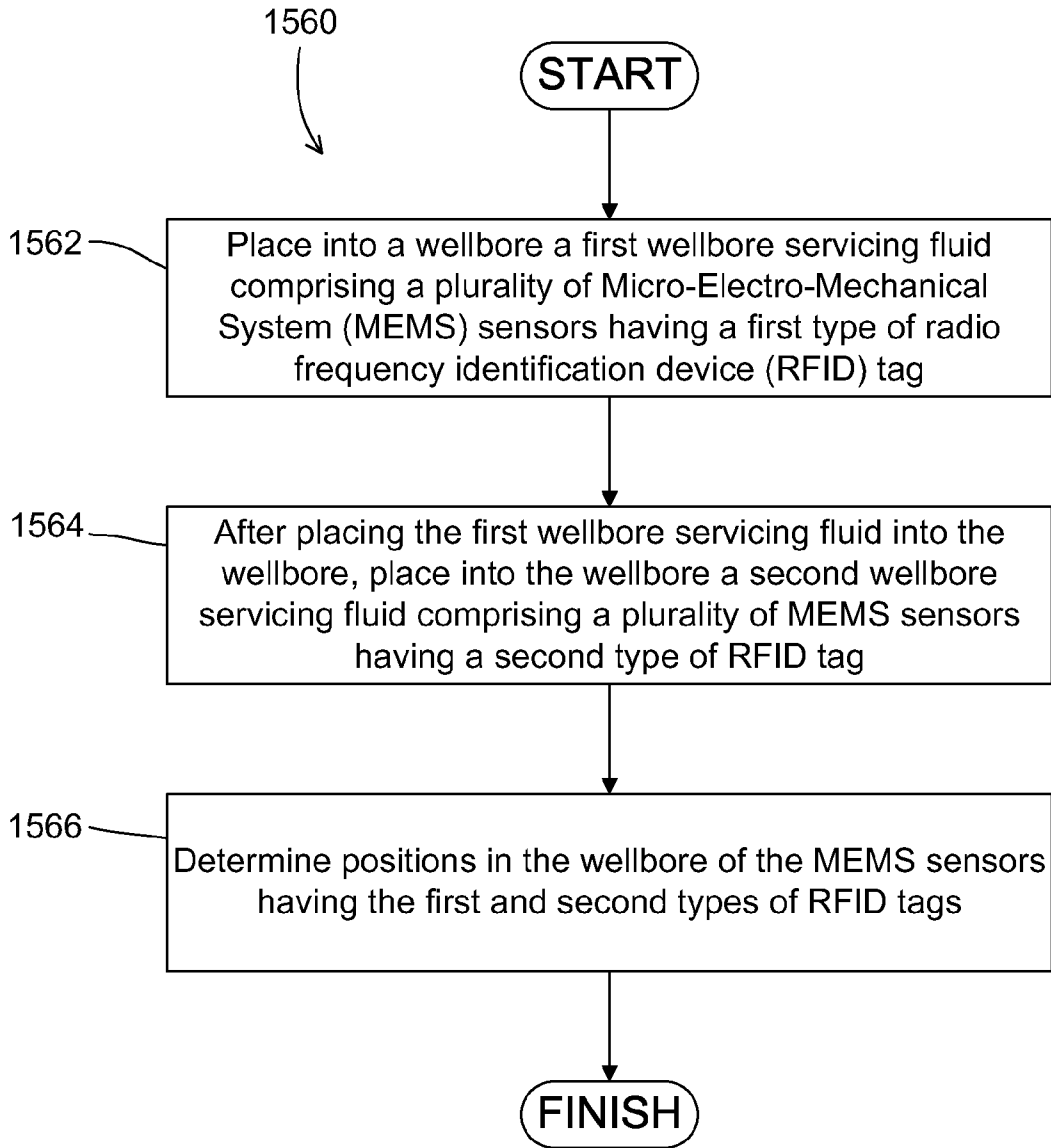 1560
START
1562
Place into a wellbore a first wellbore servicing fluid
comprising a plurality of Micro-Electro-Mechanical
System (MEMS) sensors having a first type of radio
frequency identification device (RFID) tag
1564
After placing the first wellbore servicing fluid into the
wellbore, place into the wellbore a second wellbore
servicing fluid comprising a plurality of MEMS sensors
having a second type of RFID tag
1566
Determine positions in the wellbore of the MEMS sensors
having the first and second types of RFID tags
FINISH